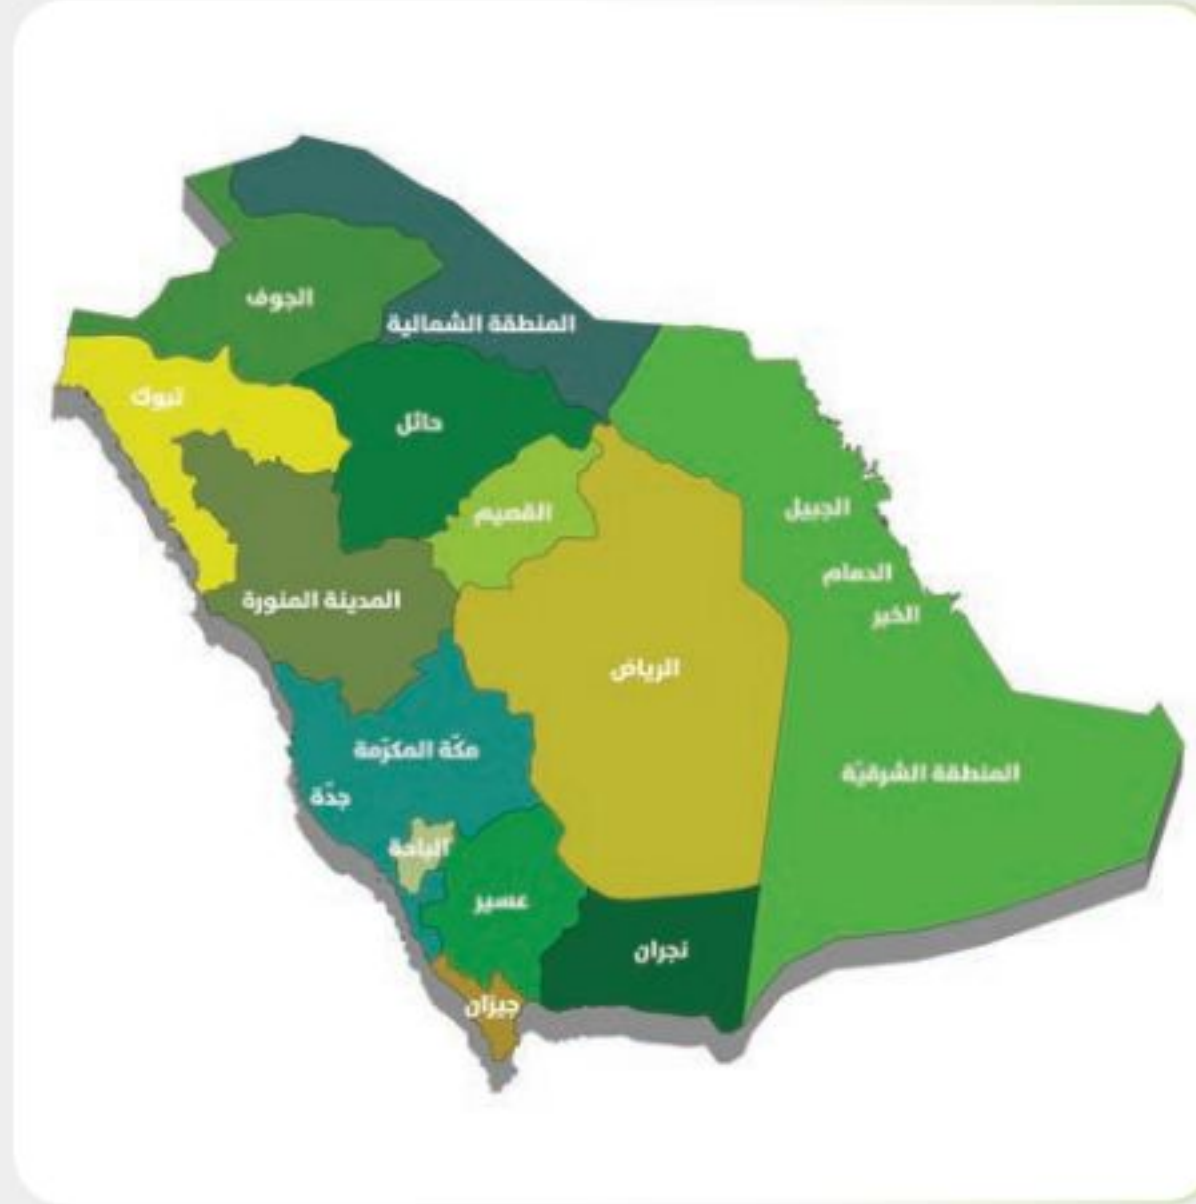 الجوف
المنطقة الشمالية
تبوك
حائل
الجبيل
القصيم
الدمام
المدينة المنورة
الخبر
الرياض
مكّة المكرّمة
المنطقة الشرقيّة
جدّة
الباحة
عسير
نجران
جيزان